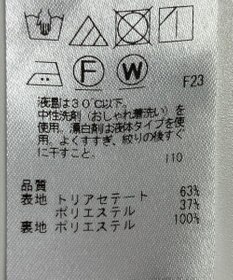 F W
F23
液温は30℃以下。
中性洗剤(おしゃれ着洗い)を
使用。漂白剤は液体タイプを使
用。よくすすぎ、絞りの後すぐ
に干すこと。
110
品質
表地 トリアセテート 63%
ポリエステル 37%
裏地 ポリエステル 100%